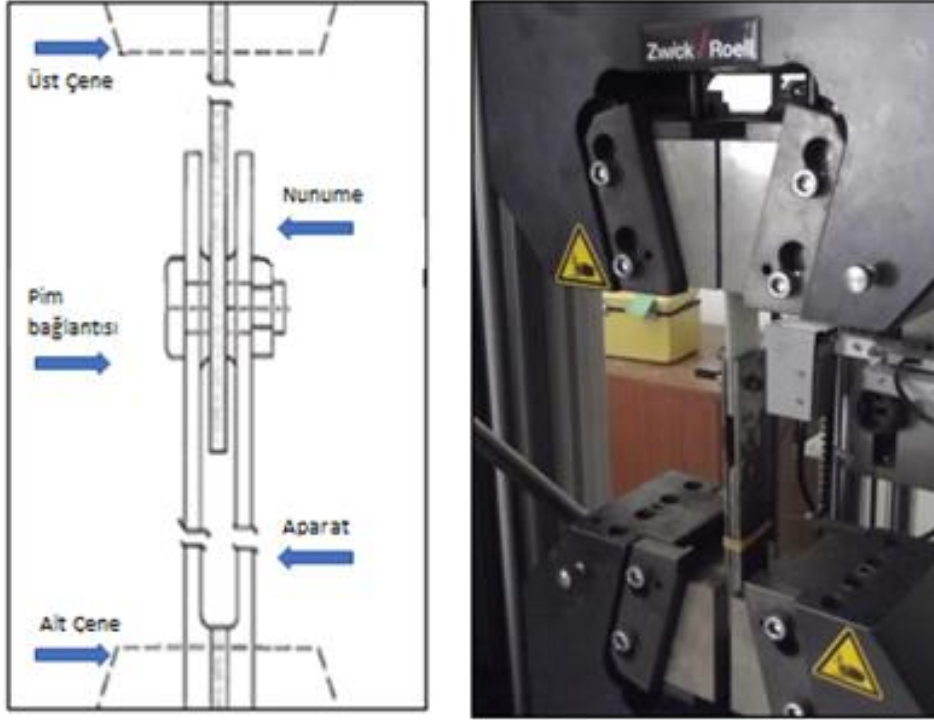 Üst Çene
Nunume
Pim
bağlantısı
Aparat
Alt Çene
Zwick / Roell